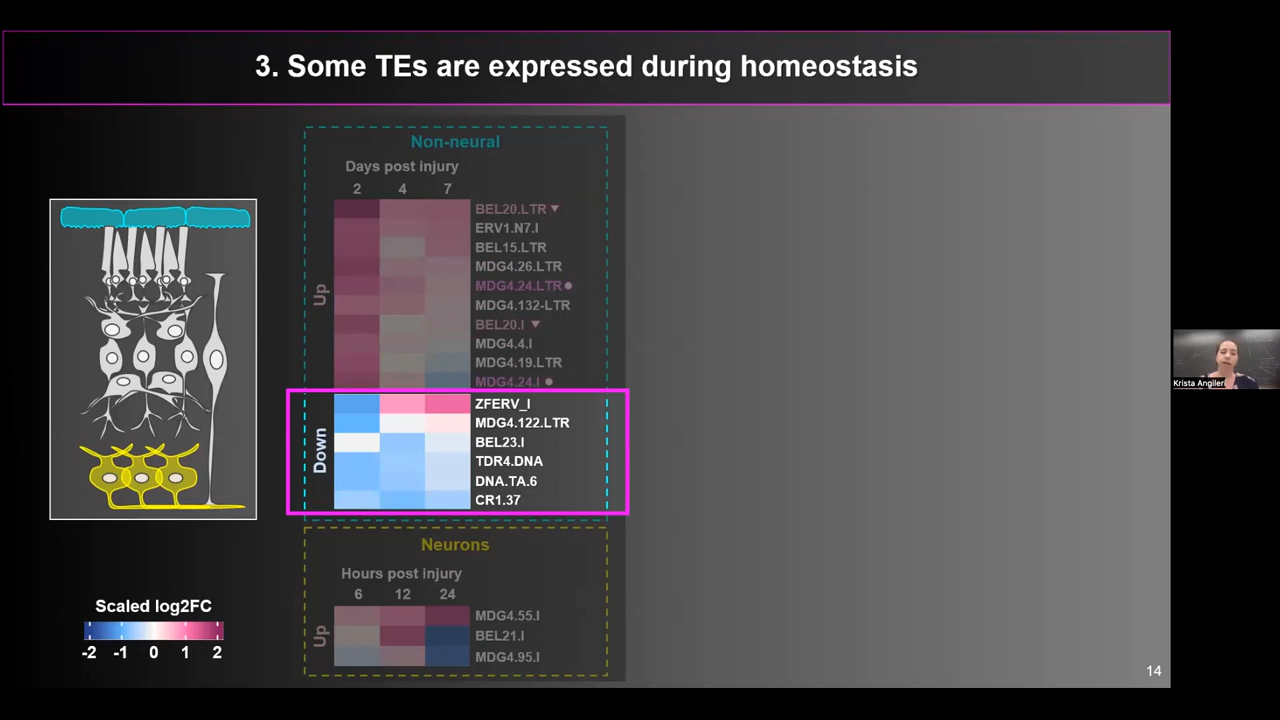 3. Some TEs are expressed during homeostasis
Non-neural
Days post injury
2 4 7
Up
BEL20.LTR
ERV1.N7.I
BEL15.LTR
MDG4.26.LTR
MDG4.24.LTR
MDG4.132-LTR
BEL20.I
MDG4.4.I
MDG4.19.LTR
MDG4.24.I
Down
ZFERV_I
MDG4.122.LTR
BEL23.I
TDR4.DNA
DNA.TA.6
CR1.37
Neurons
Hours post injury
6 12 24
Up
MDG4.55.I
BEL21.I
MDG4.95.I
Scaled log2FC
-2 -1 0 1 2
14
Krista Angileri